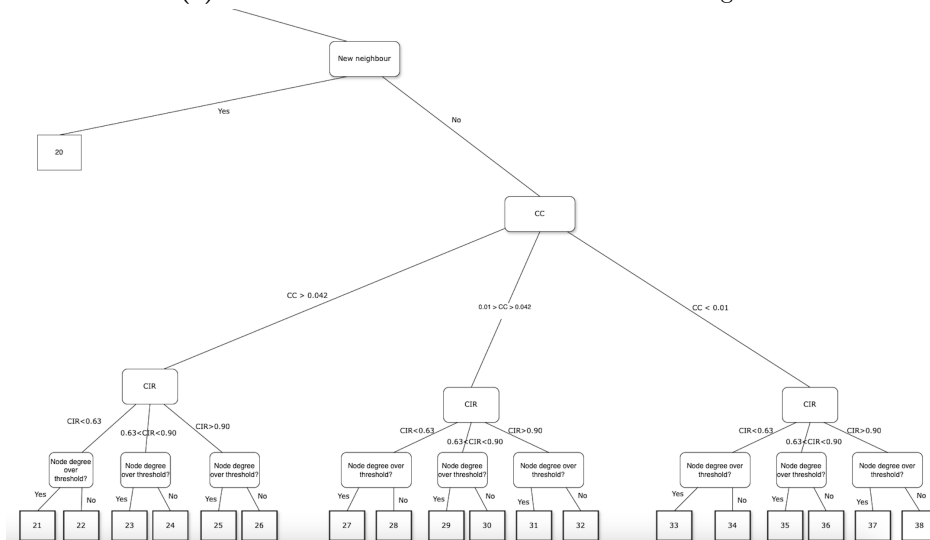 New neighbour
Yes
No
20
CC
CC > 0.042
0.01 > CC > 0.042
CC < 0.01
CIR
CIR
CIR
CIR<0.63
0.63<CIR<0.90
CIR>0.90
CIR<0.63
0.63<CIR<0.90
CIR>0.90
CIR<0.63
0.63<CIR<0.90
CIR>0.90
Node degree
over
threshold?
Node degree
over threshold?
Node degree
over threshold?
Node degree over
threshold?
Node degree
over threshold?
Node degree over
threshold?
Node degree over
threshold?
Node degree
over threshold?
Node degree over
threshold?
Yes
No
Yes
No
Yes
No
Yes
No
Yes
No
Yes
No
Yes
No
Yes
No
Yes
No
21
22
23
24
25
26
27
28
29
30
31
32
33
34
35
36
37
38